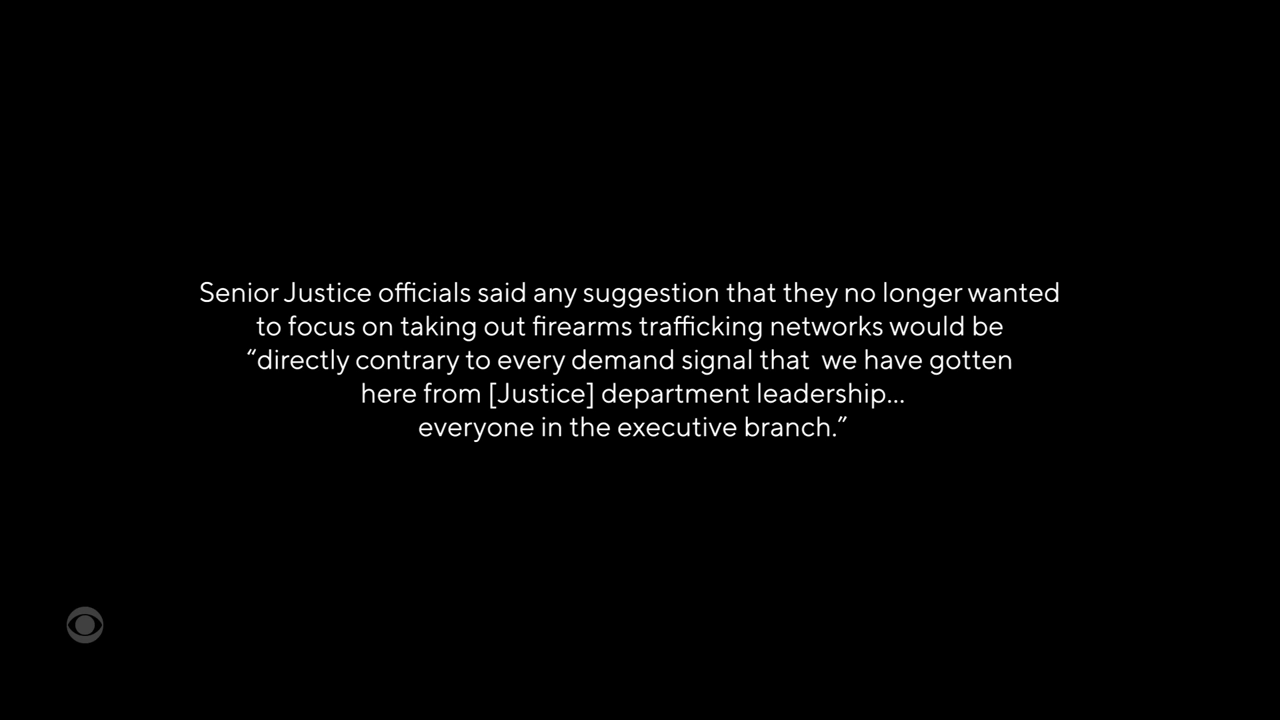 Senior Justice officials said any suggestion that they no longer wanted
to focus on taking out firearms trafficking networks would be
“directly contrary to every demand signal that  we have gotten
here from [Justice] department leadership...
everyone in the executive branch.”